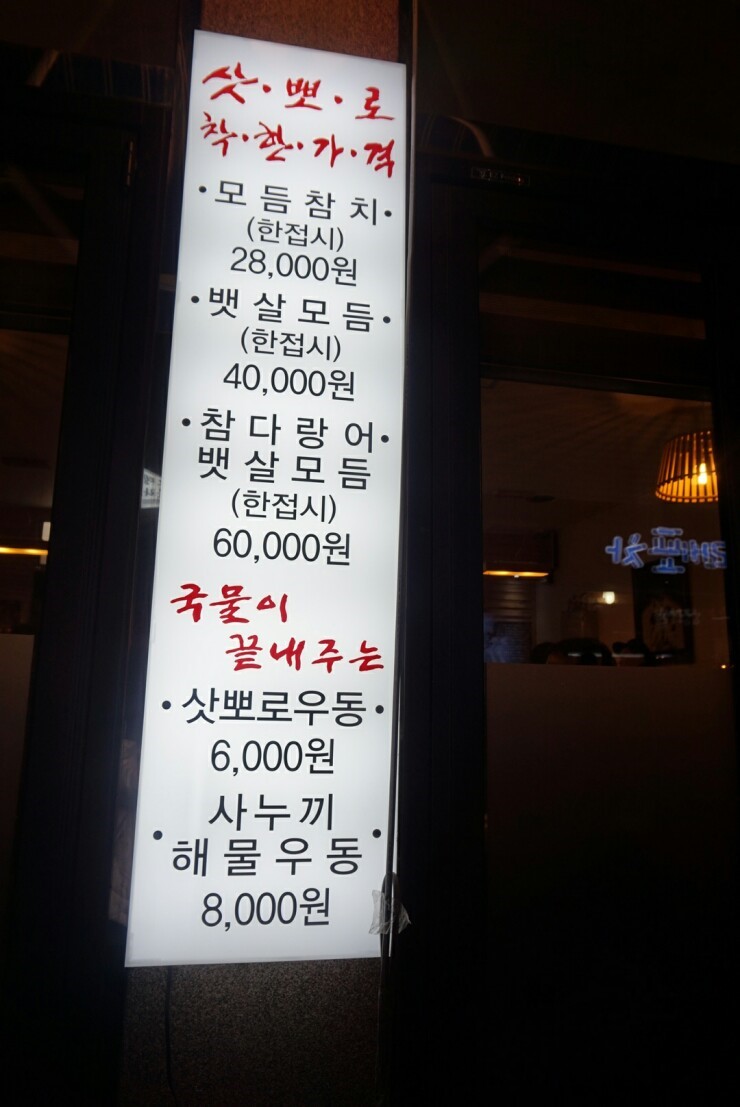 삿·뽀·로
착·한·가·격
·모듬참치·
(한접시)
28,000원
·뱃살모듬·
(한접시)
40,000원
·참다랑어·
뱃살모듬
(한접시)
60,000원
국물이
끝내주는
·삿뽀로우동·
6,000원
사누끼
·해물우동·
8,000원